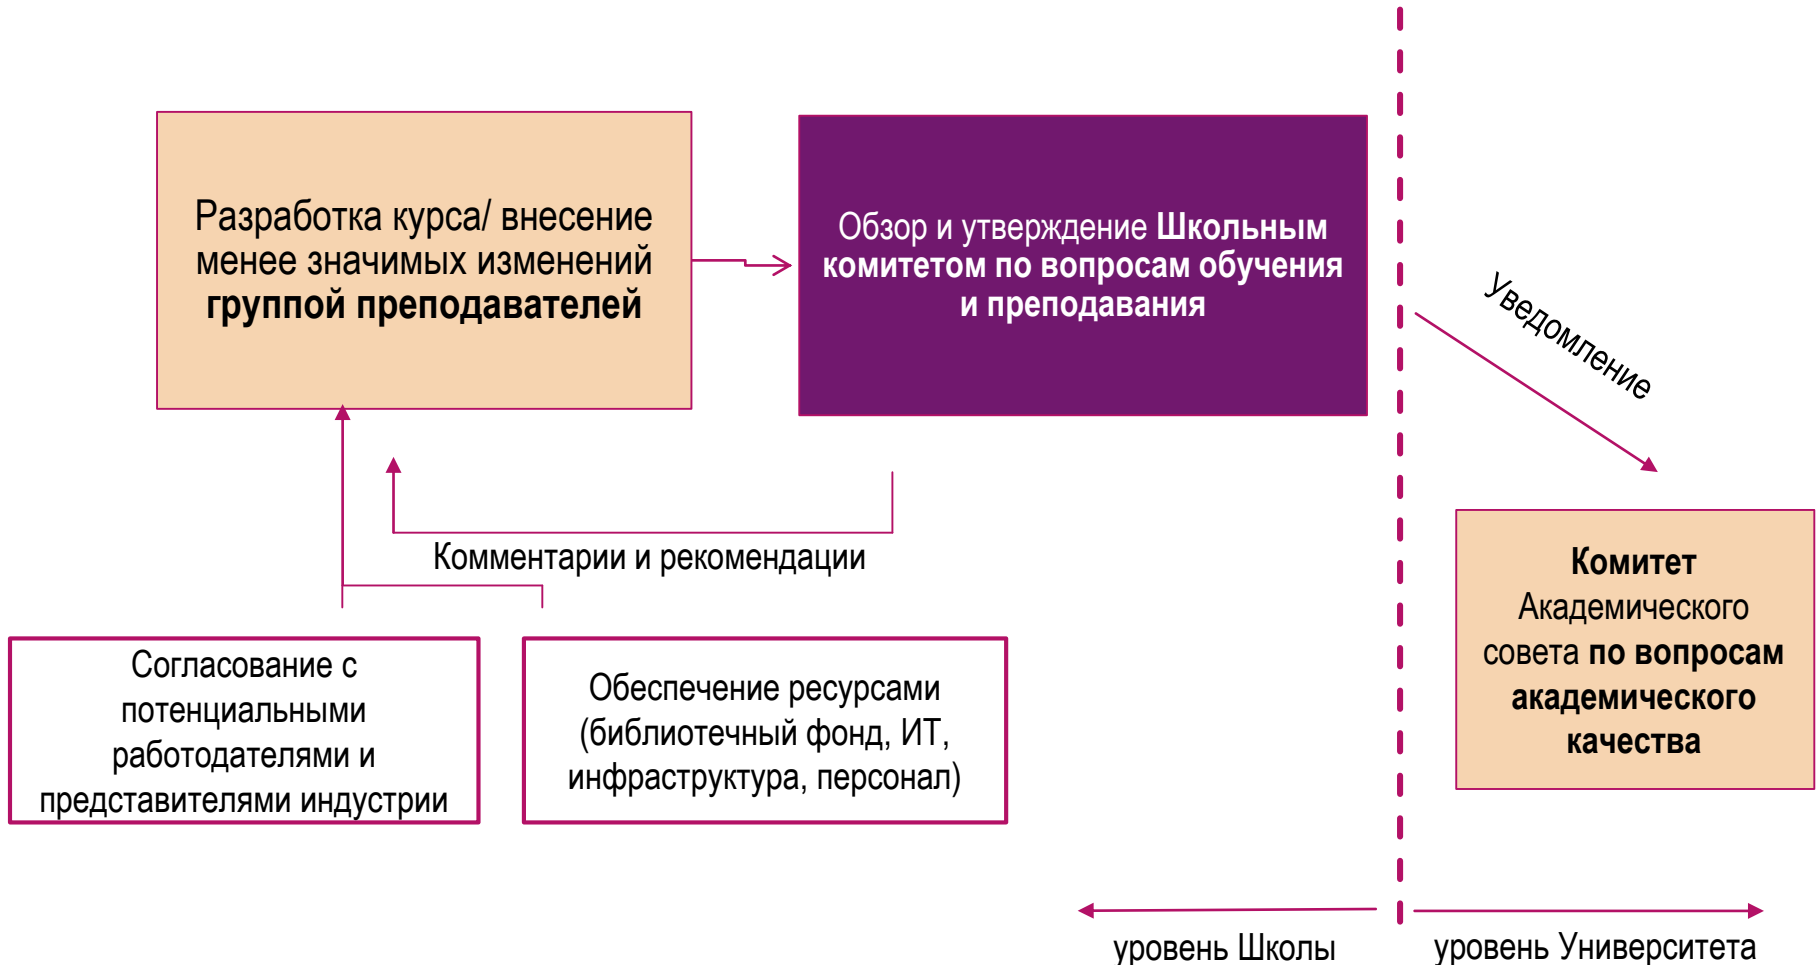 Разработка курса/ внесение
менее значимых изменений
группой преподавателей
Обзор и утверждение Школьным
комитетом по вопросам обучения
и преподавания
Уведомление
Комментарии и рекомендации
Согласование с
потенциальными
работодателями и
представителями индустрии
Обеспечение ресурсами
(библиотечный фонд, ИТ,
инфраструктура, персонал)
Комитет
Академического
совета по вопросам
академического
качества
уровень Школы
уровень Университета